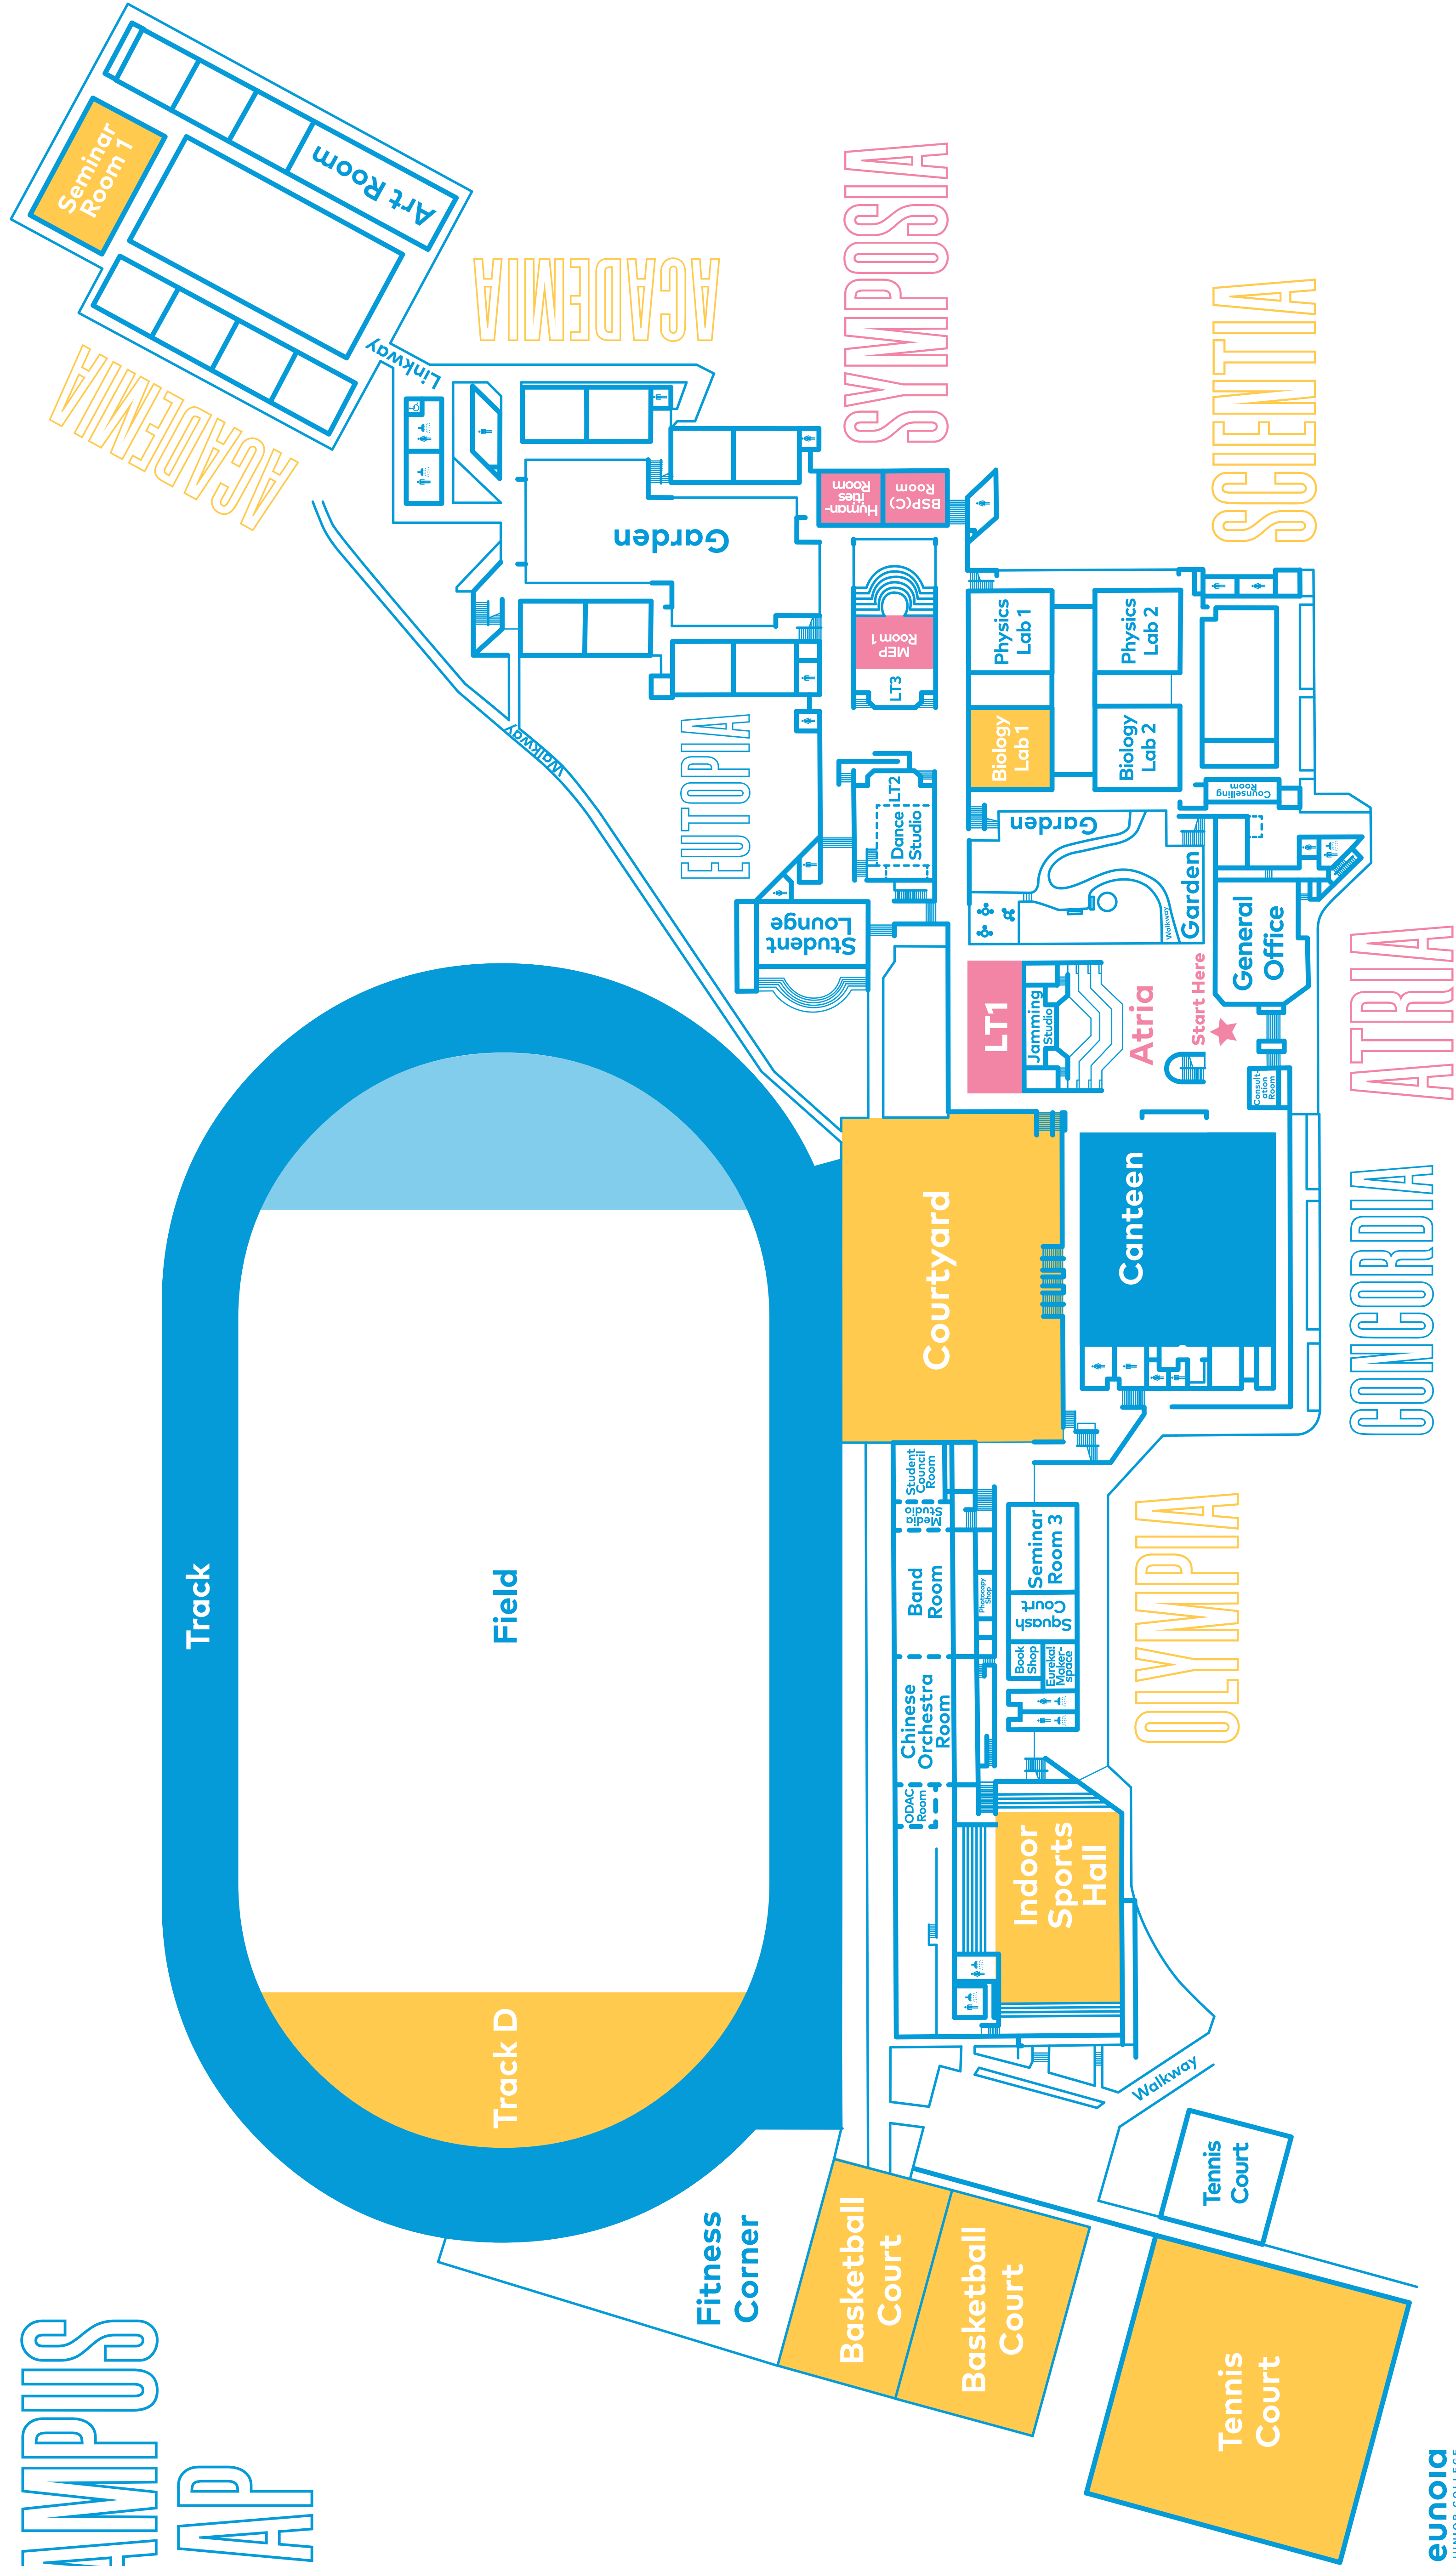 Seminar
Room 1
Art Room
ACADEMIA
ACADEMIA
Linkway
SYMPOSIA
SCIENTIA
Human-
ities
Room
BSP(C)
Room
Garden
MEP
Room 1
LT3
Physics
Lab 1
Physics
Lab 2
Biology
Lab 1
Biology
Lab 2
Counselling
Room
Walkway
EUTOPIA
LT2
Dance
Studio
Garden
Garden
Walkway
Student
Lounge
General
Office
LT1
Jamming
Studio
Atria
Start Here
ATRIA
Consult-
ation
Room
Courtyard
Canteen
CONCORDIA
Track
Field
Track D
Student
Council
Room
Media
Studio
Band
Room
Photocopy
Shop
Seminar
Room 3
Squash
Court
Book
Shop
Eureka!
Maker-
space
Chinese
Orchestra
Room
ODAC
Room
OLYMPIA
Indoor
Sports
Hall
Walkway
Tennis
Court
Fitness
Corner
Basketball
Court
Basketball
Court
Tennis
Court
AMPUS
AP
eunoia